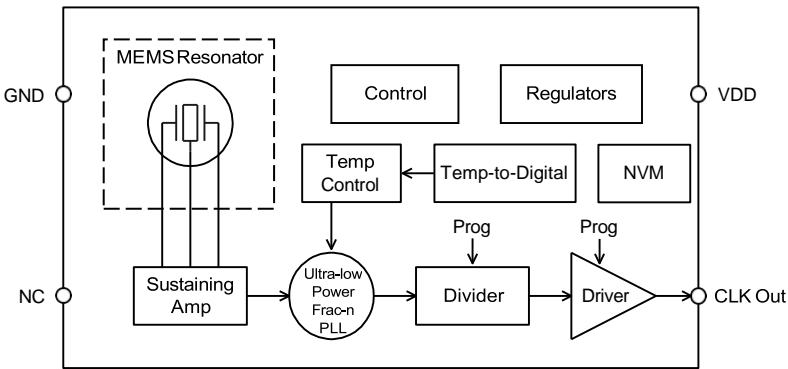 MEMS Resonator
GND
Control
Regulators
VDD
Temp
Control
Temp-to-Digital
NVM
Prog
Prog
NC
Sustaining
Amp
Ultra-low
Power
Frac-n
PLL
Divider
Driver
CLK Out